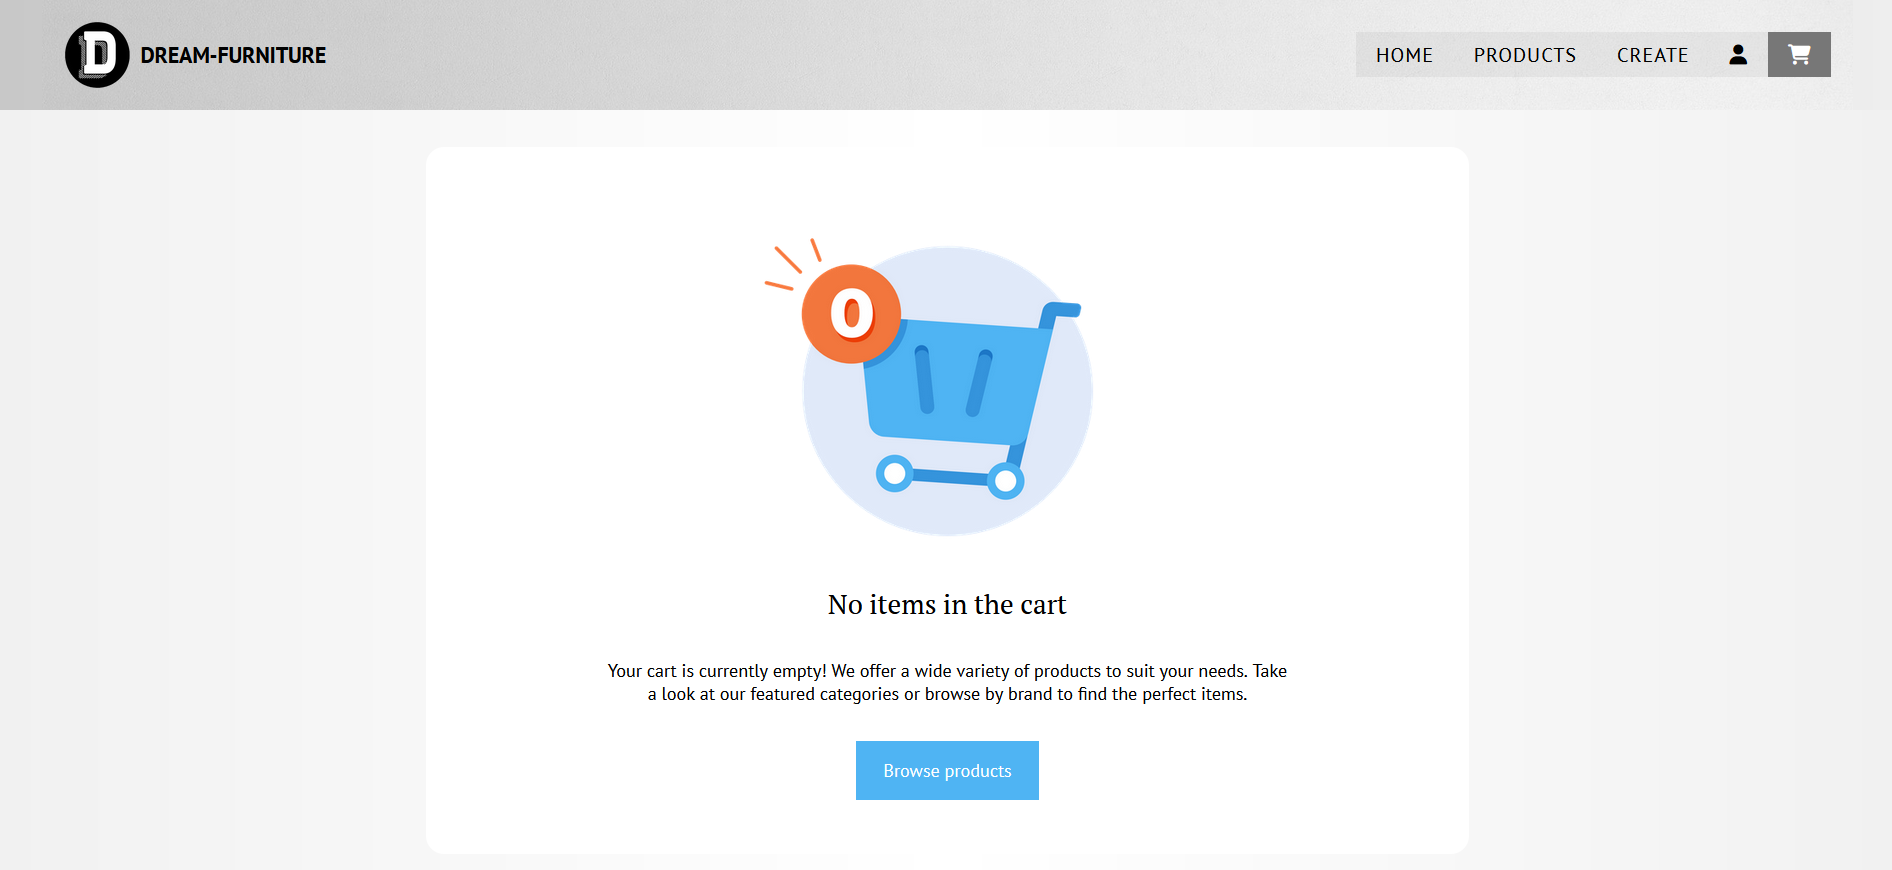 D DREAM-FURNITURE
HOME PRODUCTS CREATE
0
No items in the cart
Your cart is currently empty! We offer a wide variety of products to suit your needs. Take
a look at our featured categories or browse by brand to find the perfect items.
Browse products